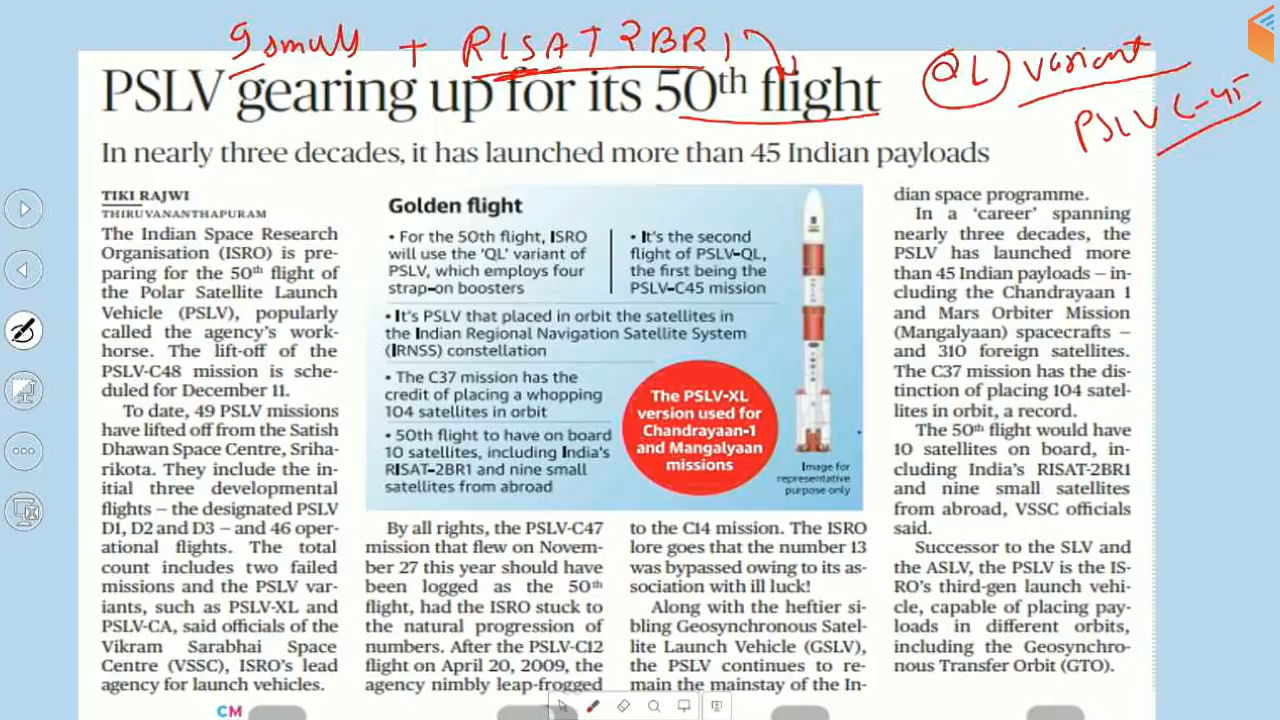 9 small + RISAT 2BR1
QL) variant
PSLV C-45
PSLV gearing up for its 50th flight
In nearly three decades, it has launched more than 45 Indian payloads
TIKI RAJWI
THIRUVANANTHAPURAM
The Indian Space Research
Organisation (ISRO) is pre-
paring for the 50th flight of
the Polar Satellite Launch
Vehicle (PSLV), popularly
called the agency's work-
horse. The lift-off of the
PSLV-C48 mission is sche-
duled for December 11.
To date, 49 PSLV missions
have lifted off from the Satish
Dhawan Space Centre, Sriha-
rikota. They include the in-
itial three developmental
flights – the designated PSLV
D1, D2 and D3 – and 46 oper-
ational flights. The total
count includes two failed
missions and the PSLV var-
iants, such as PSLV-XL and
PSLV-CA, said officials of the
Vikram Sarabhai Space
Centre (VSSC), ISRO's lead
agency for launch vehicles.
Golden flight
• For the 50th flight, ISRO
will use the 'QL' variant of
PSLV, which employs four
strap-on boosters
• It's the second
flight of PSLV-QL,
the first being the
PSLV-C45 mission
• It's PSLV that placed in orbit the satellites in
the Indian Regional Navigation Satellite System
(IRNSS) constellation
• The C37 mission has the
credit of placing a whopping
104 satellites in orbit
• 50th flight to have on board
10 satellites, including India's
RISAT-2BR1 and nine small
satellites from abroad
The PSLV-XL
version used for
Chandrayaan-1
and Mangalyaan
missions
Image for
representative
purpose only
By all rights, the PSLV-C47
mission that flew on Novem-
ber 27 this year should have
been logged as the 50th
flight, had the ISRO stuck to
the natural progression of
numbers. After the PSLV-C12
flight on April 20, 2009, the
agency nimbly leap-frogged
to the C14 mission. The ISRO
lore goes that the number 13
was bypassed owing to its as-
sociation with ill luck!
Along with the heftier si-
bling Geosynchronous Satel-
lite Launch Vehicle (GSLV),
the PSLV continues to re-
main the mainstay of the In-
dian space programme.
In a 'career' spanning
nearly three decades, the
PSLV has launched more
than 45 Indian payloads – in-
cluding the Chandrayaan 1
and Mars Orbiter Mission
(Mangalyaan) spacecrafts –
and 310 foreign satellites.
The C37 mission has the dis-
tinction of placing 104 satel-
lites in orbit, a record.
The 50th flight would have
10 satellites on board, in-
cluding India's RISAT-2BR1
and nine small satellites
from abroad, VSSC officials
said.
Successor to the SLV and
the ASLV, the PSLV is the IS-
RO's third-gen launch vehi-
cle, capable of placing pay-
loads in different orbits,
including the Geosynchro-
nous Transfer Orbit (GTO).
CM